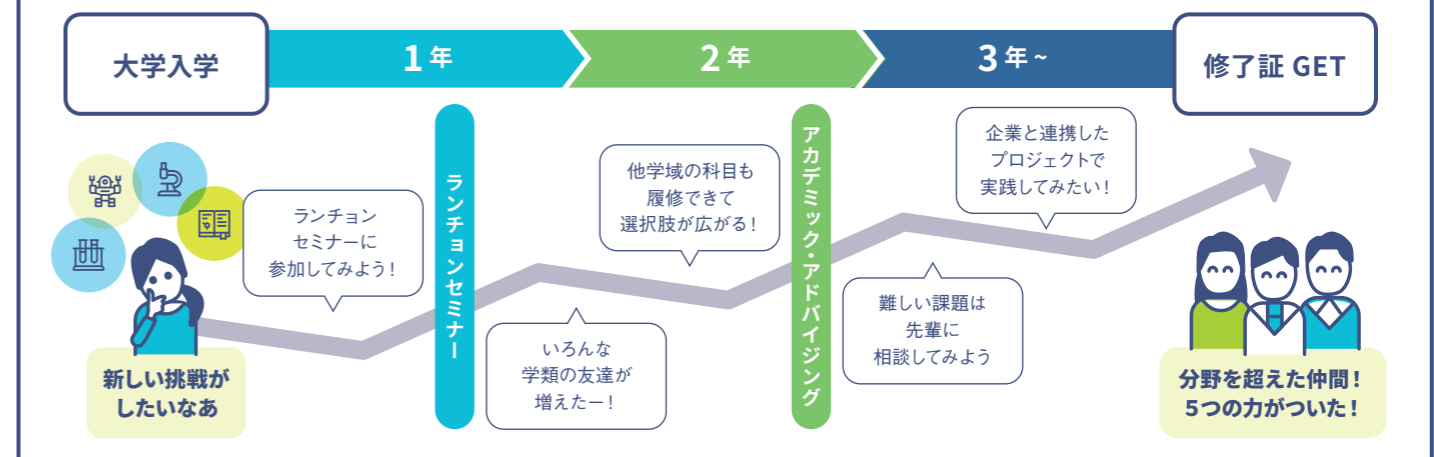 大学入学
1年
2年
3年~
修了証 GET
ランチョン
セミナーに
参加してみよう!
ランチョンセミナー
いろんな
学類の友達が
増えたー!
他学域の科目も
履修できて
選択肢が広がる!
アカデミック・アドバイジング
難しい課題は
先輩に
相談してみよう
企業と連携した
プロジェクトで
実践してみたい!
新しい挑戦が
したいなあ
分野を超えた仲間!
5つの力がついた!